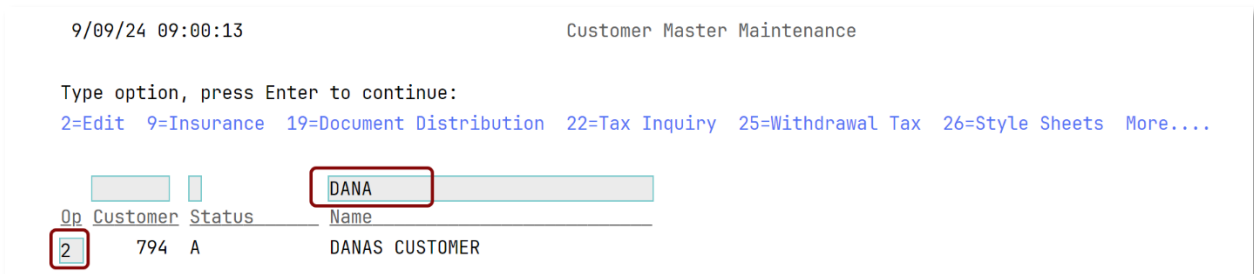 9/09/24 09:00:13 Customer Master Maintenance
Type option, press Enter to continue:
2=Edit 9=Insurance 19=Document Distribution 22=Tax Inquiry 25=Withdrawal Tax 26=Style Sheets More....
DANA
Op Customer Status Name
2 794 A DANAS CUSTOMER